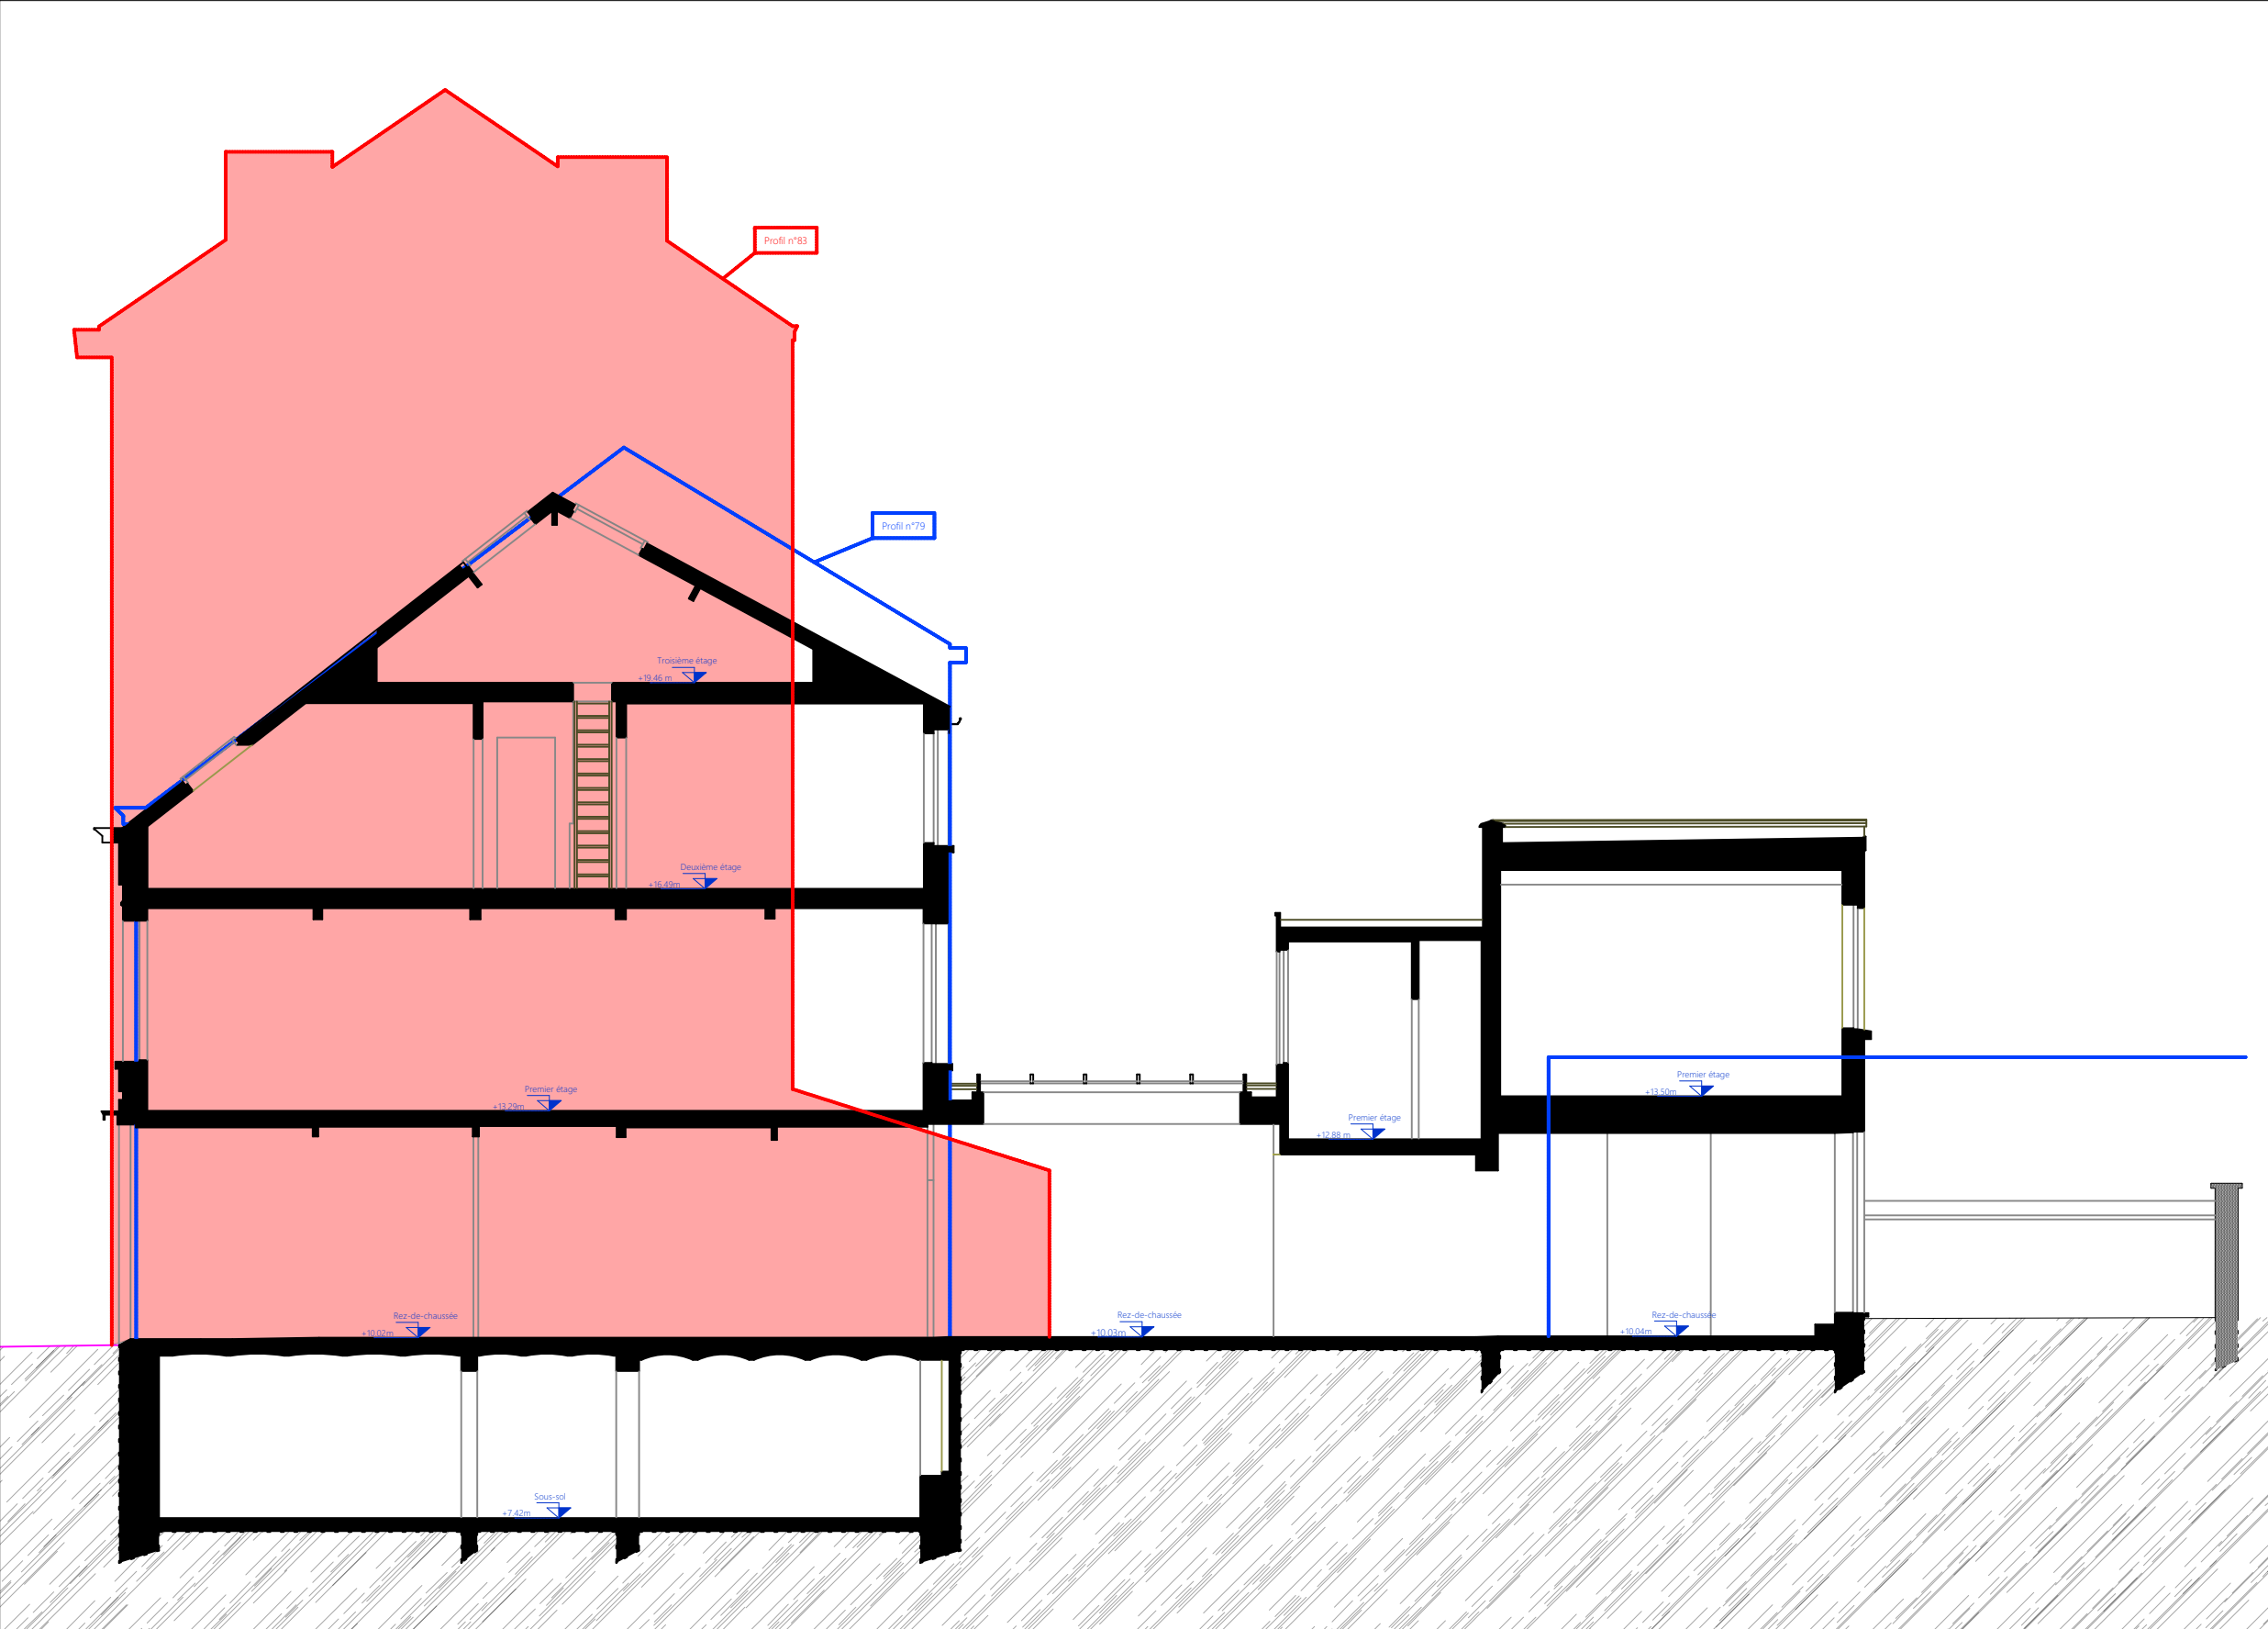 Profil n°83
Profil n°79
Troisième étage
+19.46 m
Deuxième étage
+16.49m
Premier étage
+13.29m
Premier étage
+13.50m
Premier étage
+12.88 m
Rez-de-chaussée
+10.02m
Rez-de-chaussée
+10.03m
Rez-de-chaussée
+10.04m
Sous-sol
+7.42m